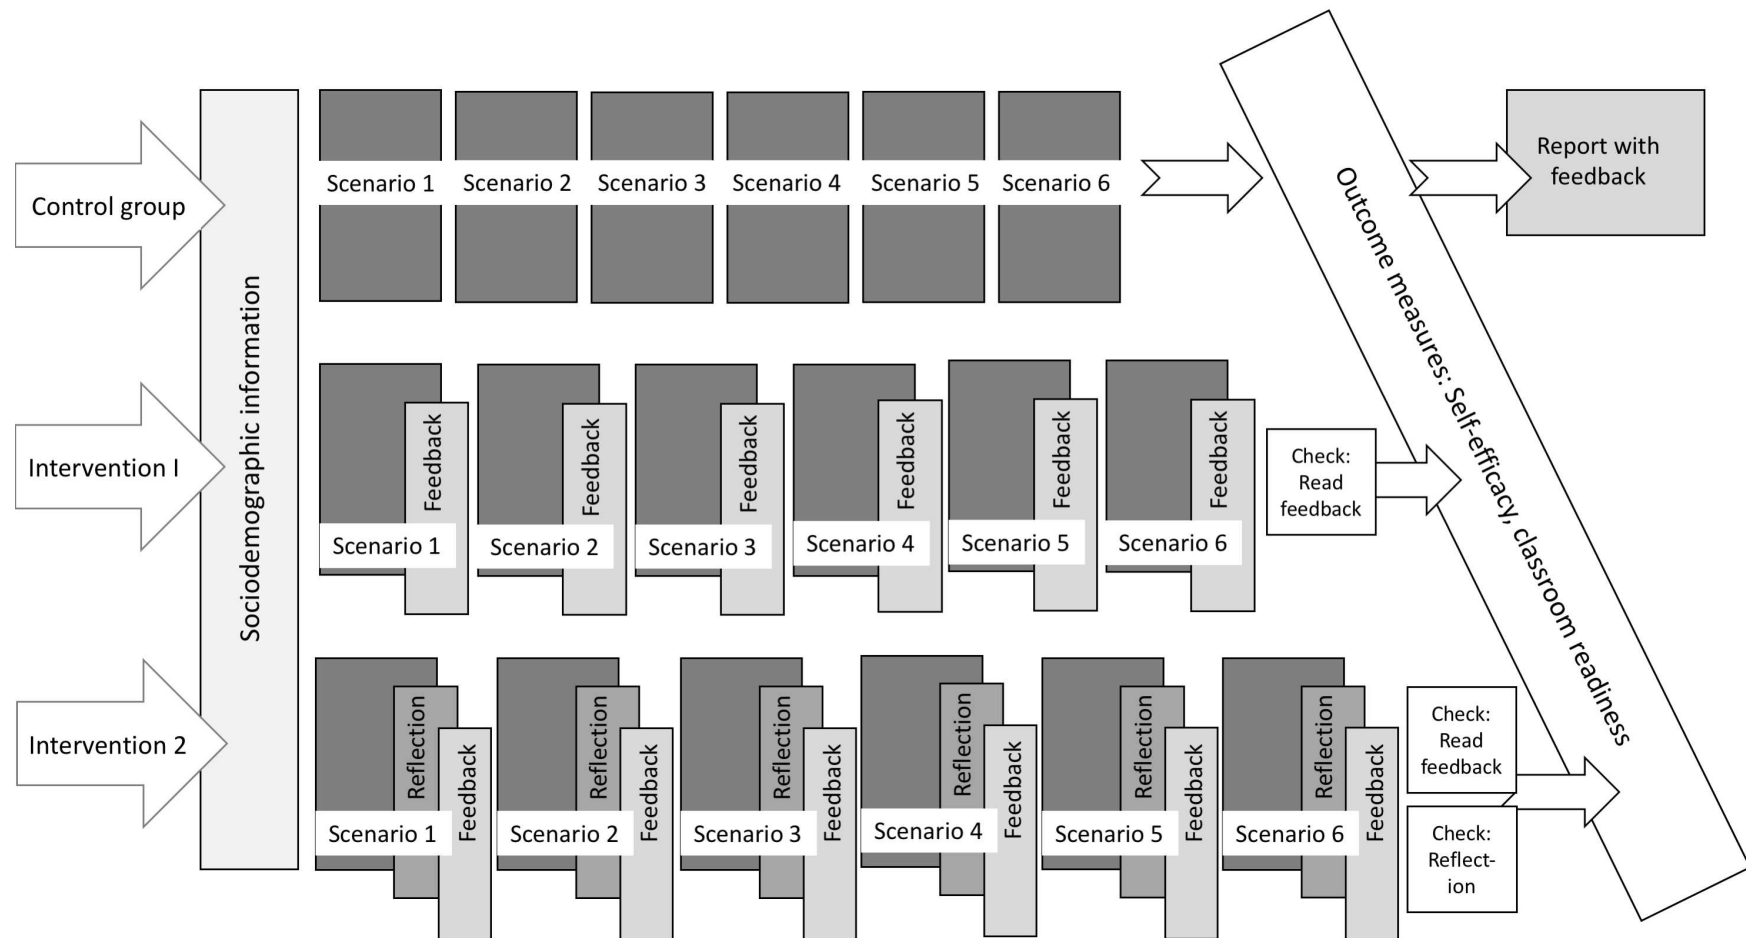 Control group
Intervention I
Intervention 2
Sociodemographic information
Scenario 1
Scenario 2
Scenario 3
Scenario 4
Scenario 5
Scenario 6
Scenario 1
Feedback
Scenario 2
Feedback
Scenario 3
Feedback
Scenario 4
Feedback
Scenario 5
Feedback
Scenario 6
Feedback
Check:
Read
feedback
Scenario 1
Reflection
Feedback
Scenario 2
Reflection
Feedback
Scenario 3
Reflection
Feedback
Scenario 4
Reflection
Feedback
Scenario 5
Reflection
Feedback
Scenario 6
Reflection
Feedback
Check:
Read
feedback
Check:
Reflect-
ion
Outcome measures: Self-efficacy, classroom readiness
Report with
feedback